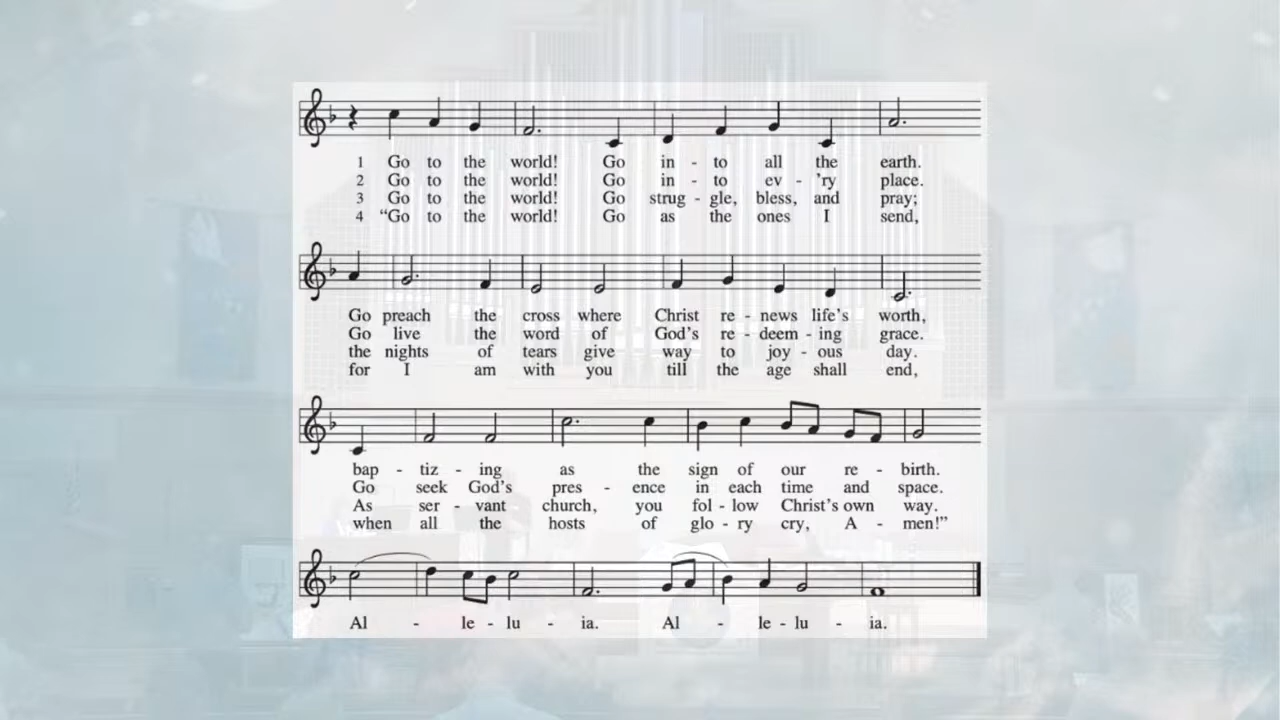 1 Go to the world! Go in - to all the earth.
2 Go to the world! Go in - to ev - 'ry place.
3 Go to the world! Go strug - gle, bless, and pray;
4 “Go to the world! Go as the ones I send,
Go preach the cross where Christ re - news life's worth,
Go live the word of God's re - deem - ing grace.
the nights of tears give way to joy - ous day.
for I am with you till the age shall end,
bap - tiz - ing as the sign of our re - birth.
Go seek God's pres - ence in each time and space.
As ser - vant church, you fol - low Christ's own way.
when all the hosts of glo - ry cry, A - men!”
Al - le - lu - ia. Al - le - lu - ia.